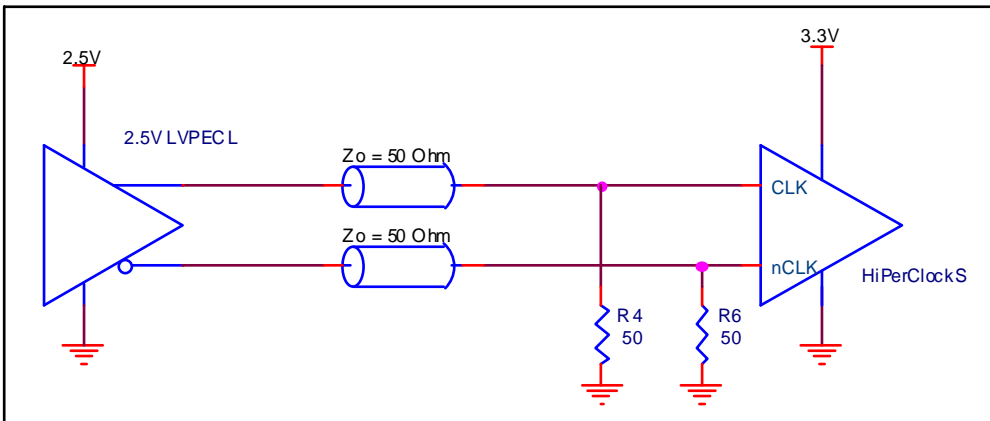 3.3V
2.5V
2.5V LVPECL
Zo = 50 Ohm
CLK
Zo = 50 Ohm
nCLK
HiPerClockS
R4
50
R6
50